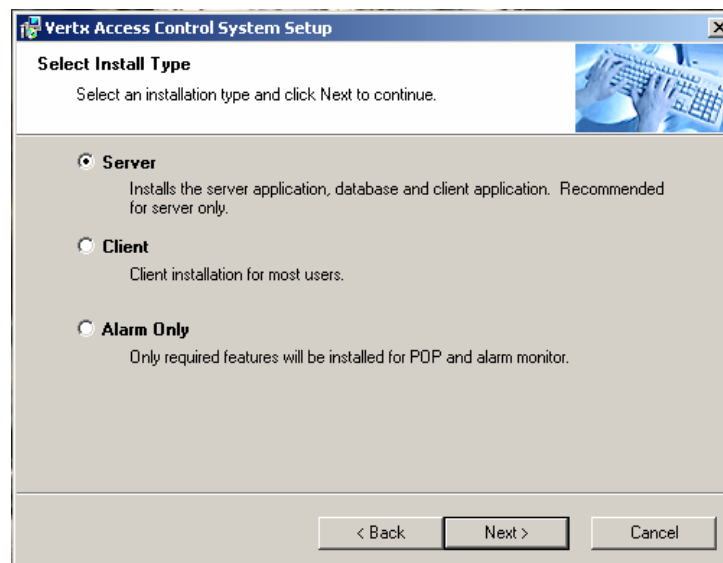 Vertx Access Control System Setup
Select Install Type
Select an installation type and click Next to continue.
Server
Installs the server application, database and client application.  Recommended
for server only.
Client
Client installation for most users.
Alarm Only
Only required features will be installed for POP and alarm monitor.
< Back
Next >
Cancel